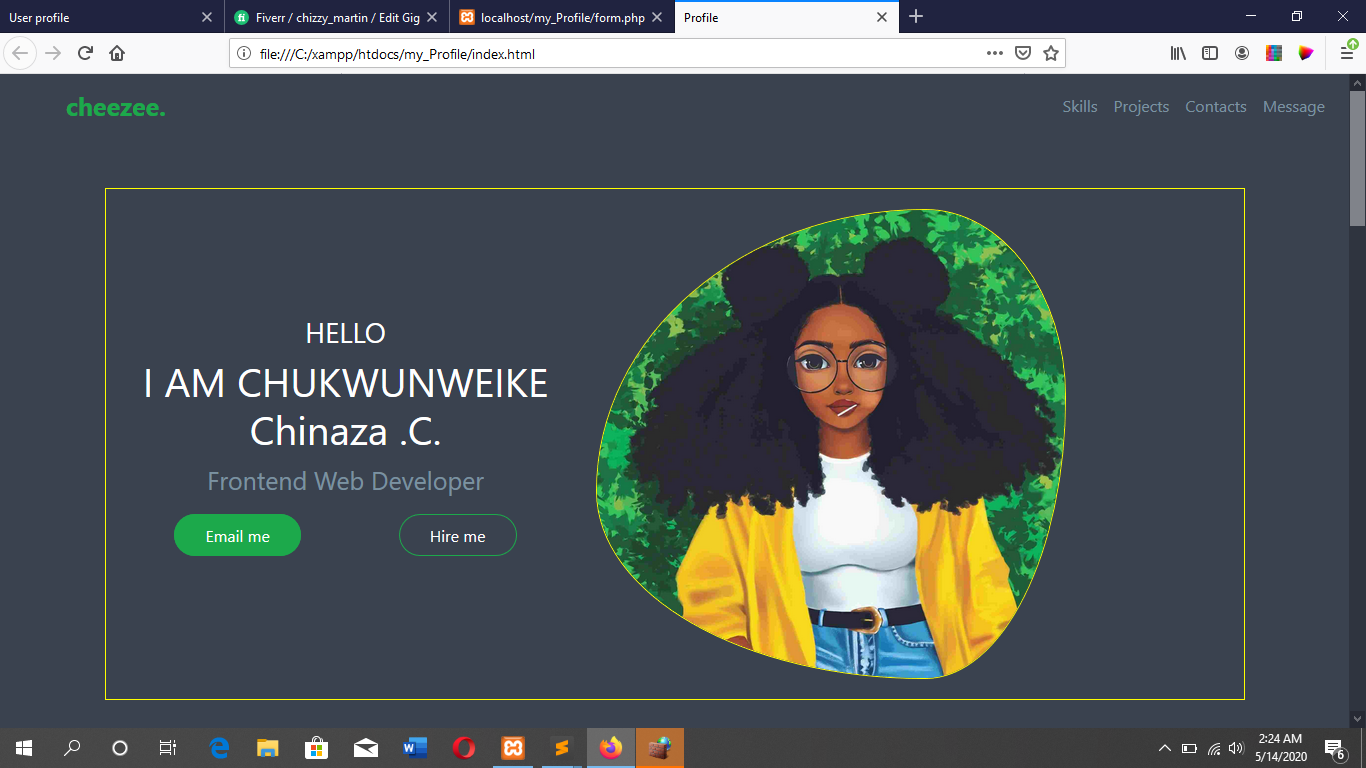 User profile
Fiverr / chizzy_martin / Edit Gig
localhost/my_Profile/form.php
Profile
file:///C:/xampp/htdocs/my_Profile/index.html
cheezee.
Skills Projects Contacts Message
HELLO
I AM CHUKWUNWEIKE
Chinaza .C.
Frontend Web Developer
Email me
Hire me
2:24 AM
5/14/2020
6